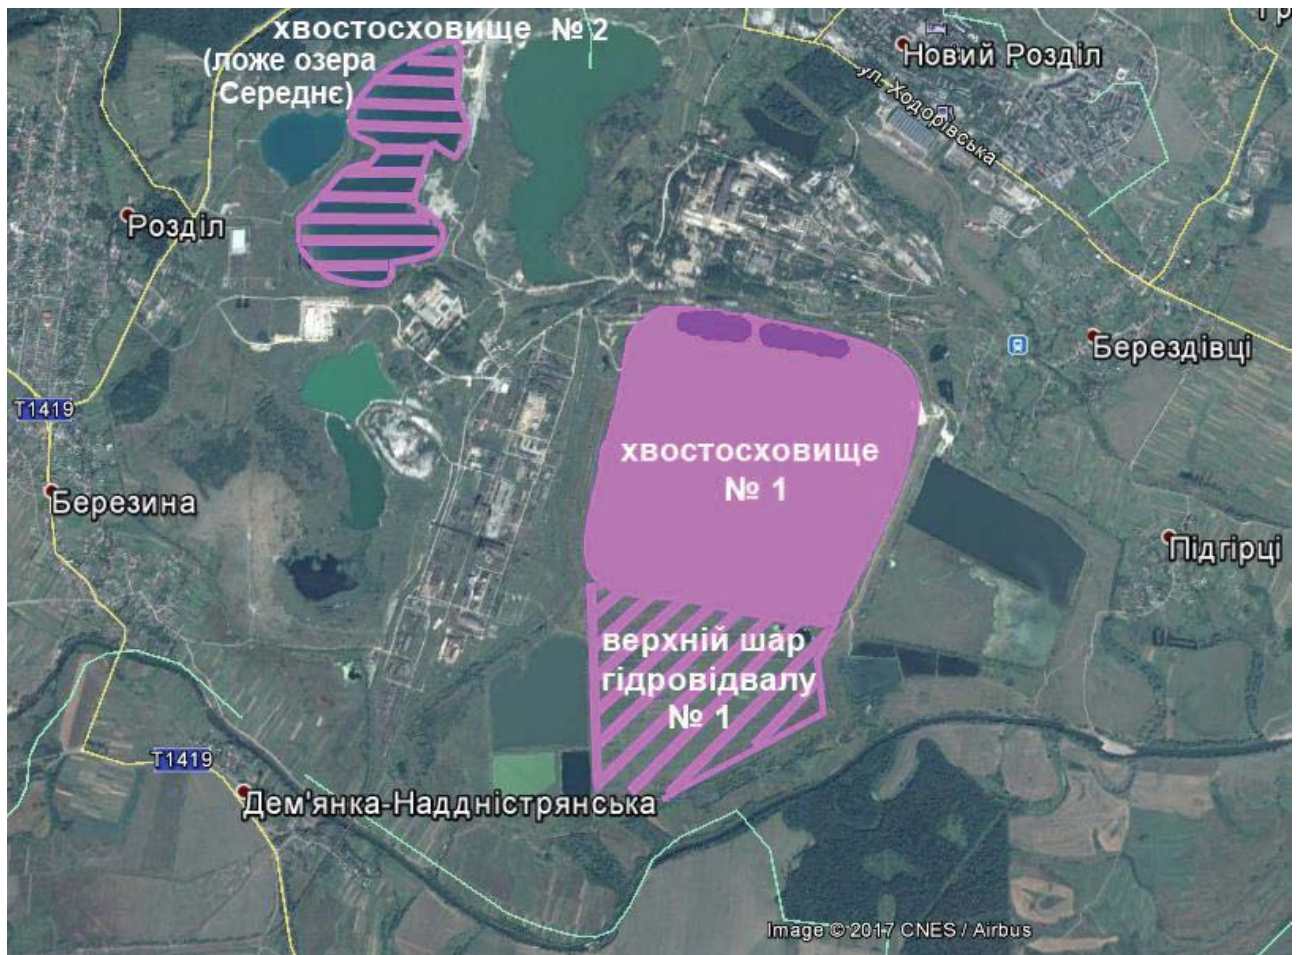 хвостосховище № 2
(ложе озера
Середнє)
Новий Розділ
ул. Ходорівська
Розділ
Берездівці
Т1419
хвостосховище
№ 1
Березина
Підгірці
верхній шар
гідровідвалу
№ 1
Т1419
Дем'янка-Наддністрянська
Image © 2017 CNES / Airbus